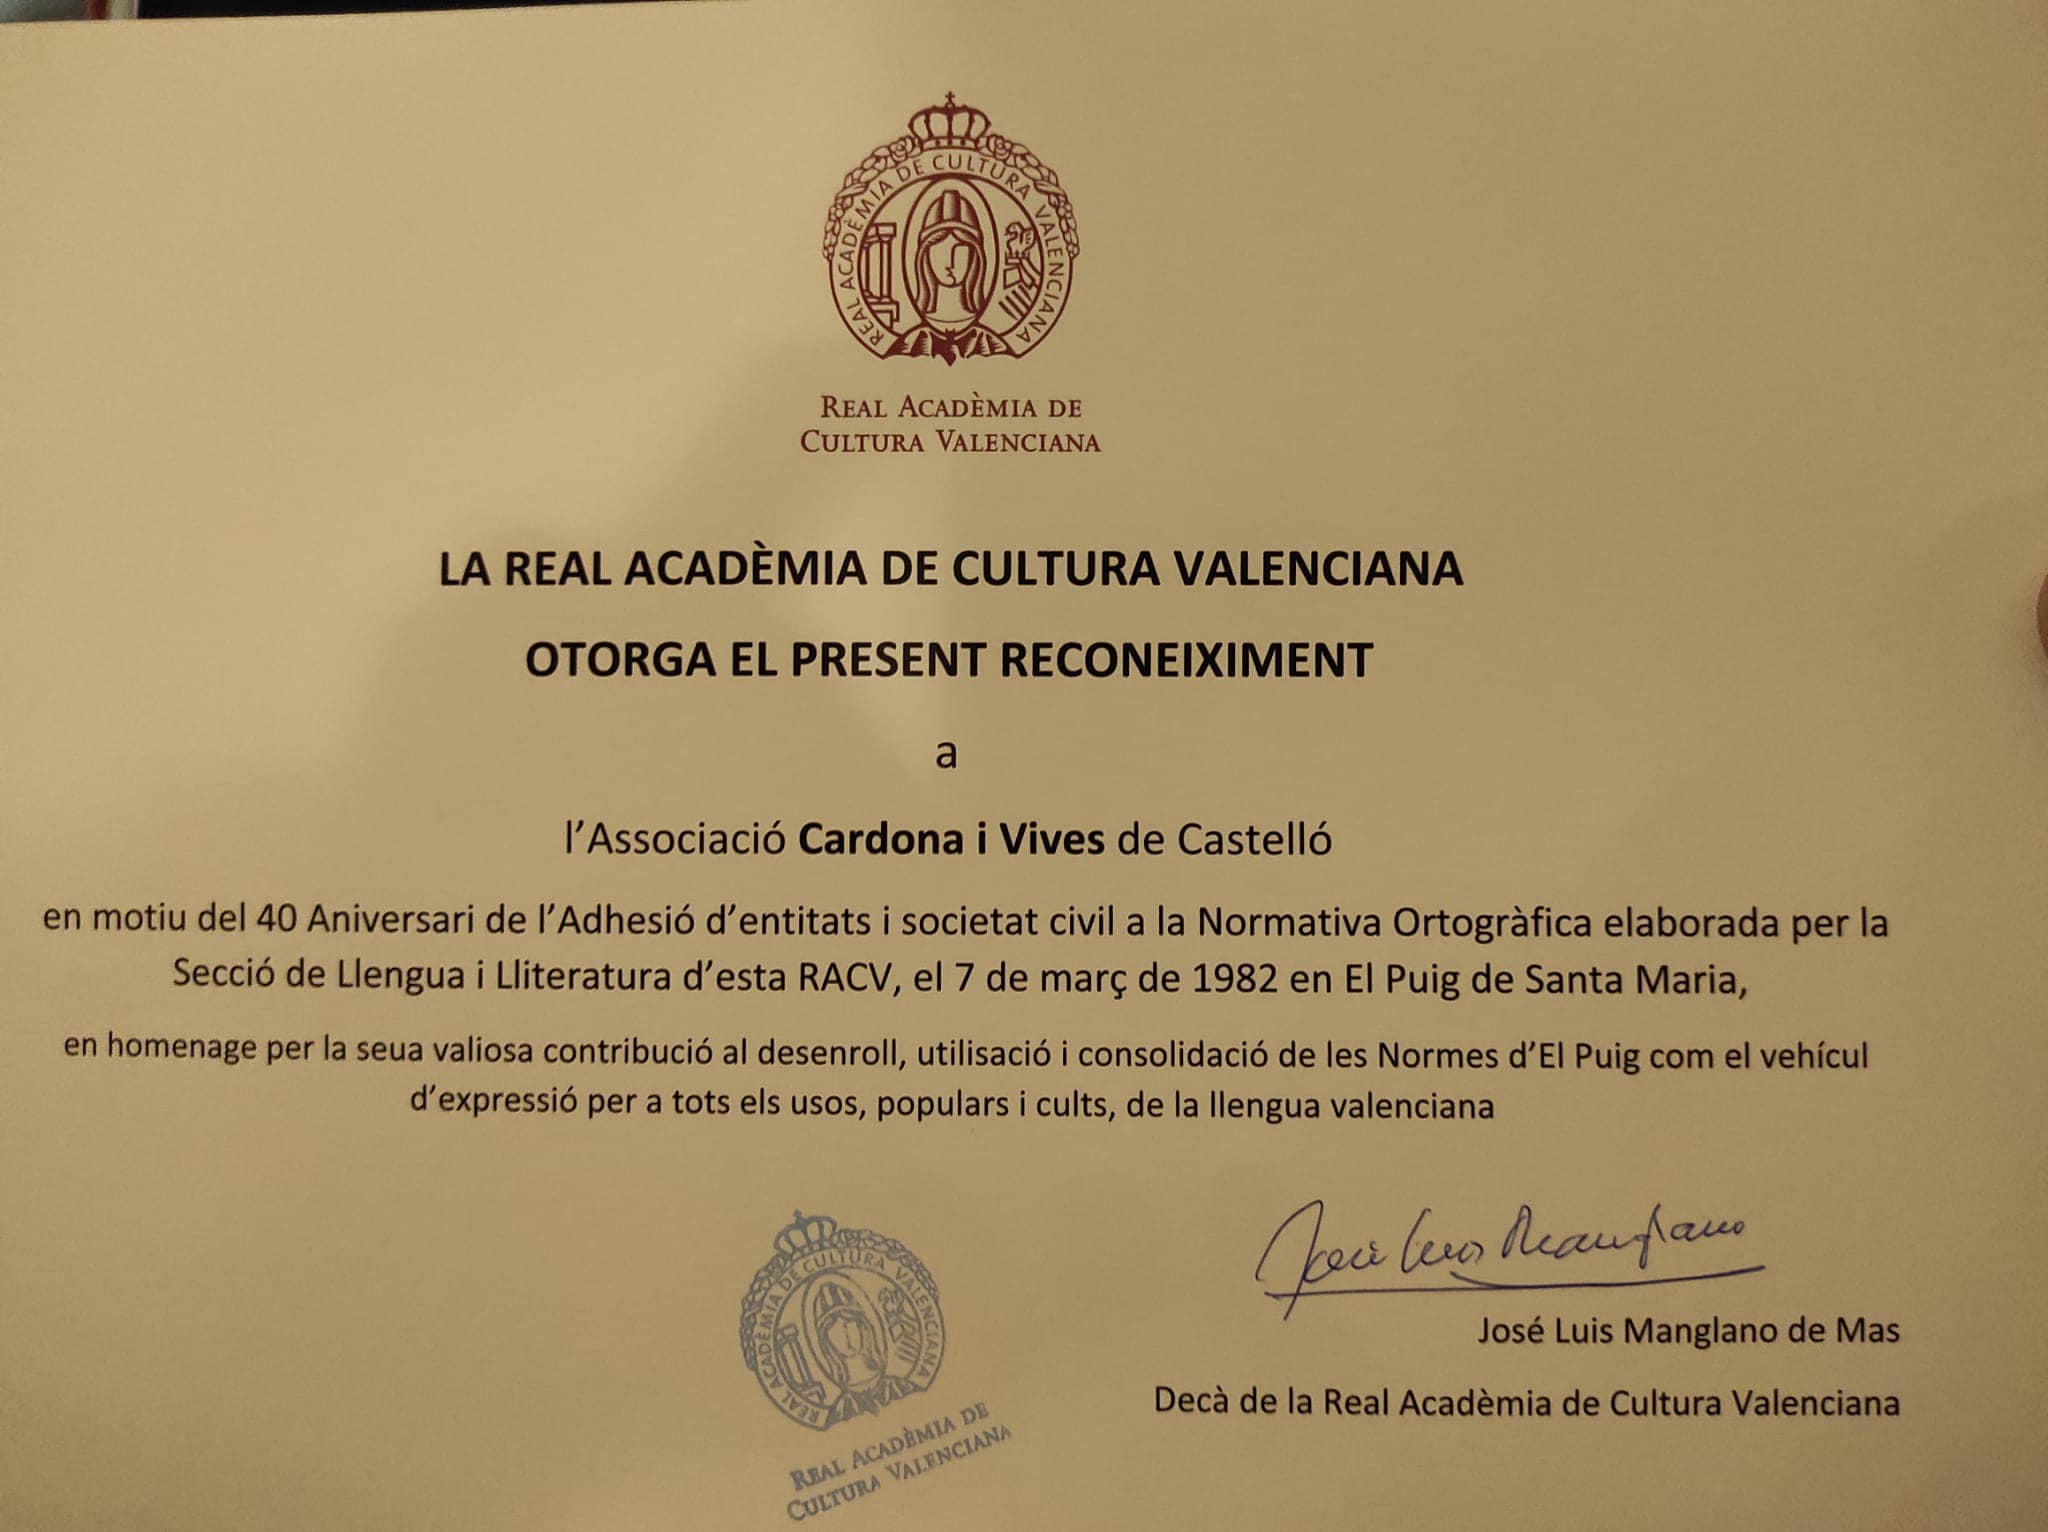 REAL ACADÈMIA DE CULTURA VALENCIANA
REAL ACADÈMIA DE
CULTURA VALENCIANA
LA REAL ACADÈMIA DE CULTURA VALENCIANA
OTORGA EL PRESENT RECONEIXIMENT
a
l'Associació Cardona i Vives de Castelló
en motiu del 40 Aniversari de l'Adhesió d'entitats i societat civil a la Normativa Ortogràfica elaborada per la
Secció de Llengua i Lliteratura d'esta RACV, el 7 de març de 1982 en El Puig de Santa Maria,
en homenage per la seua valiosa contribució al desenroll, utilisació i consolidació de les Normes d'El Puig com el vehícul
d'expressió per a tots els usos, populars i cults, de la llengua valenciana
José Luis Manglano
José Luis Manglano de Mas
Decà de la Real Acadèmia de Cultura Valenciana
REAL ACADÈMIA DE CULTURA VALENCIANA
REAL ACADÈMIA DE
CULTURA VALENCIANA